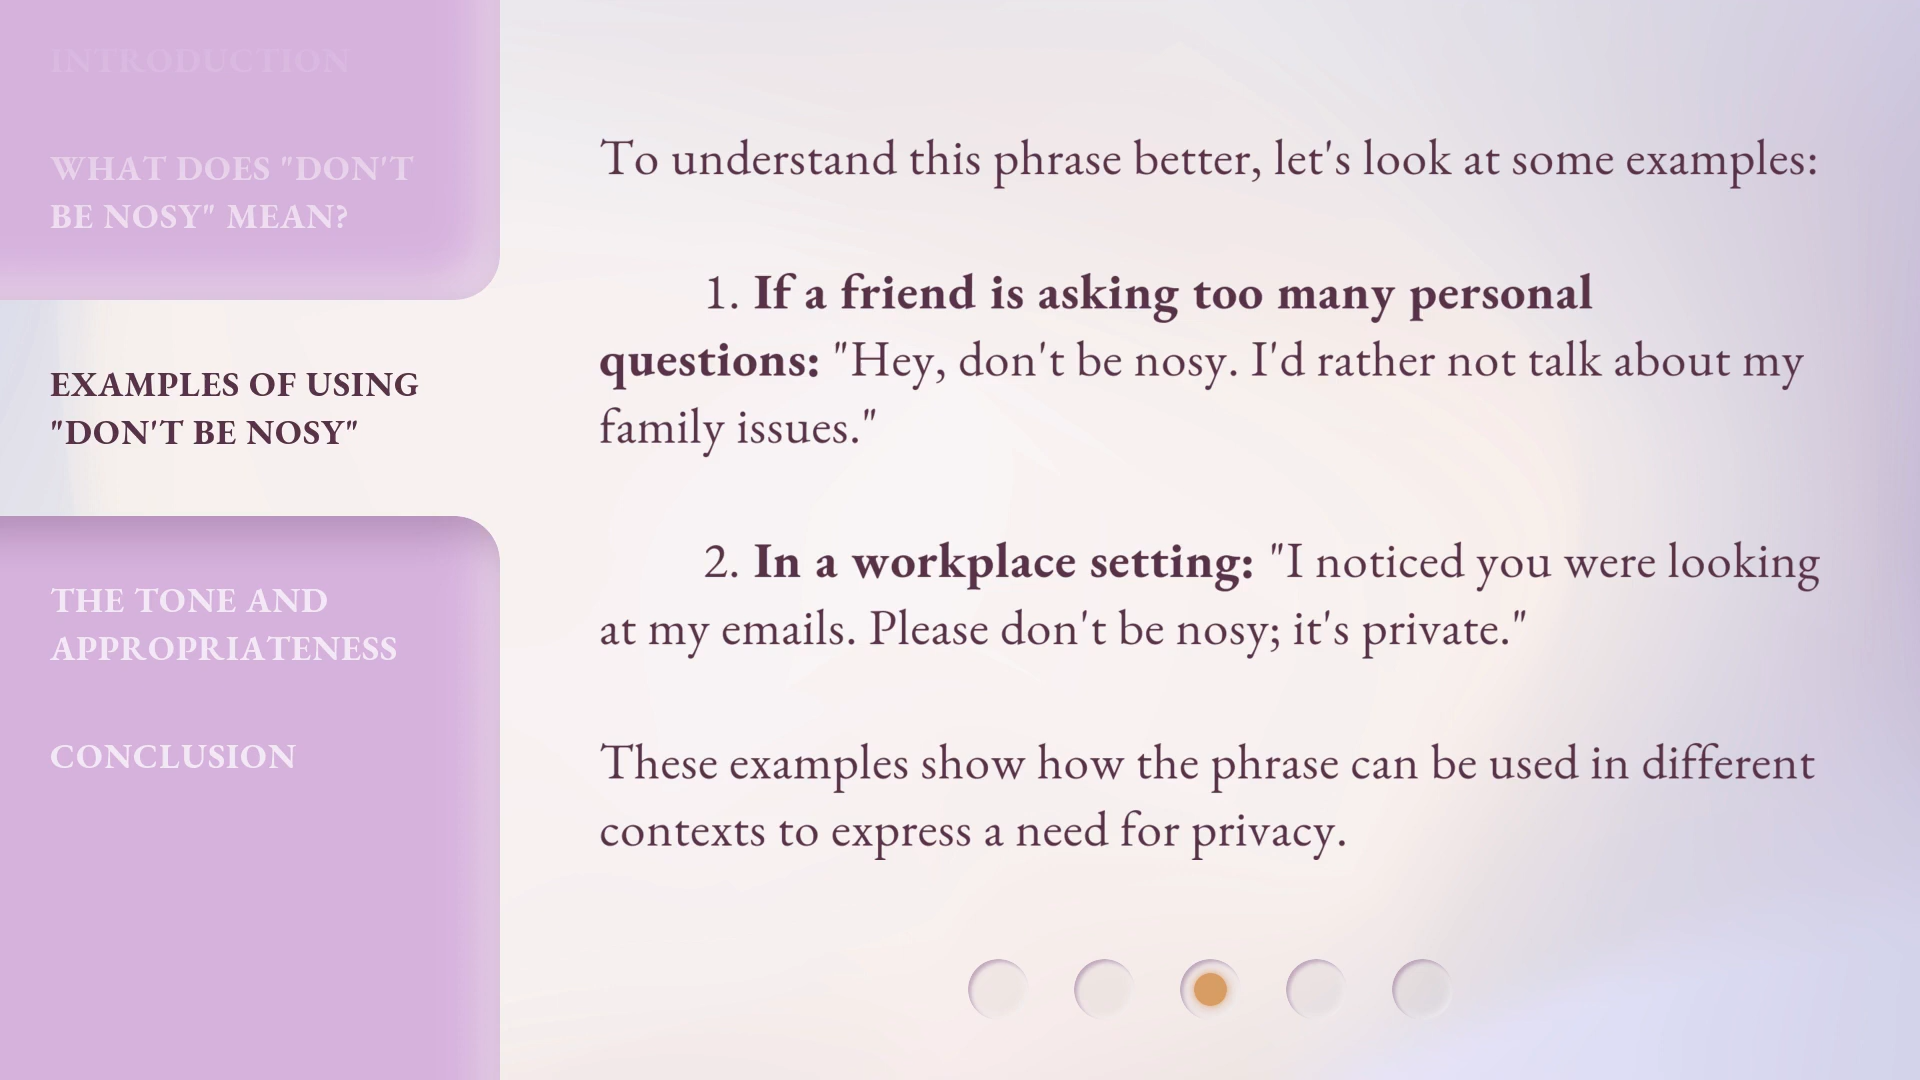 INTRODUCTION
WHAT DOES "DON'T
BE NOSY" MEAN?
EXAMPLES OF USING
"DON'T BE NOSY"
THE TONE AND
APPROPRIATENESS
CONCLUSION
To understand this phrase better, let's look at some examples:
1. If a friend is asking too many personal
questions: "Hey, don't be nosy. I'd rather not talk about my
family issues."
2. In a workplace setting: "I noticed you were looking
at my emails. Please don't be nosy; it's private."
These examples show how the phrase can be used in different
contexts to express a need for privacy.